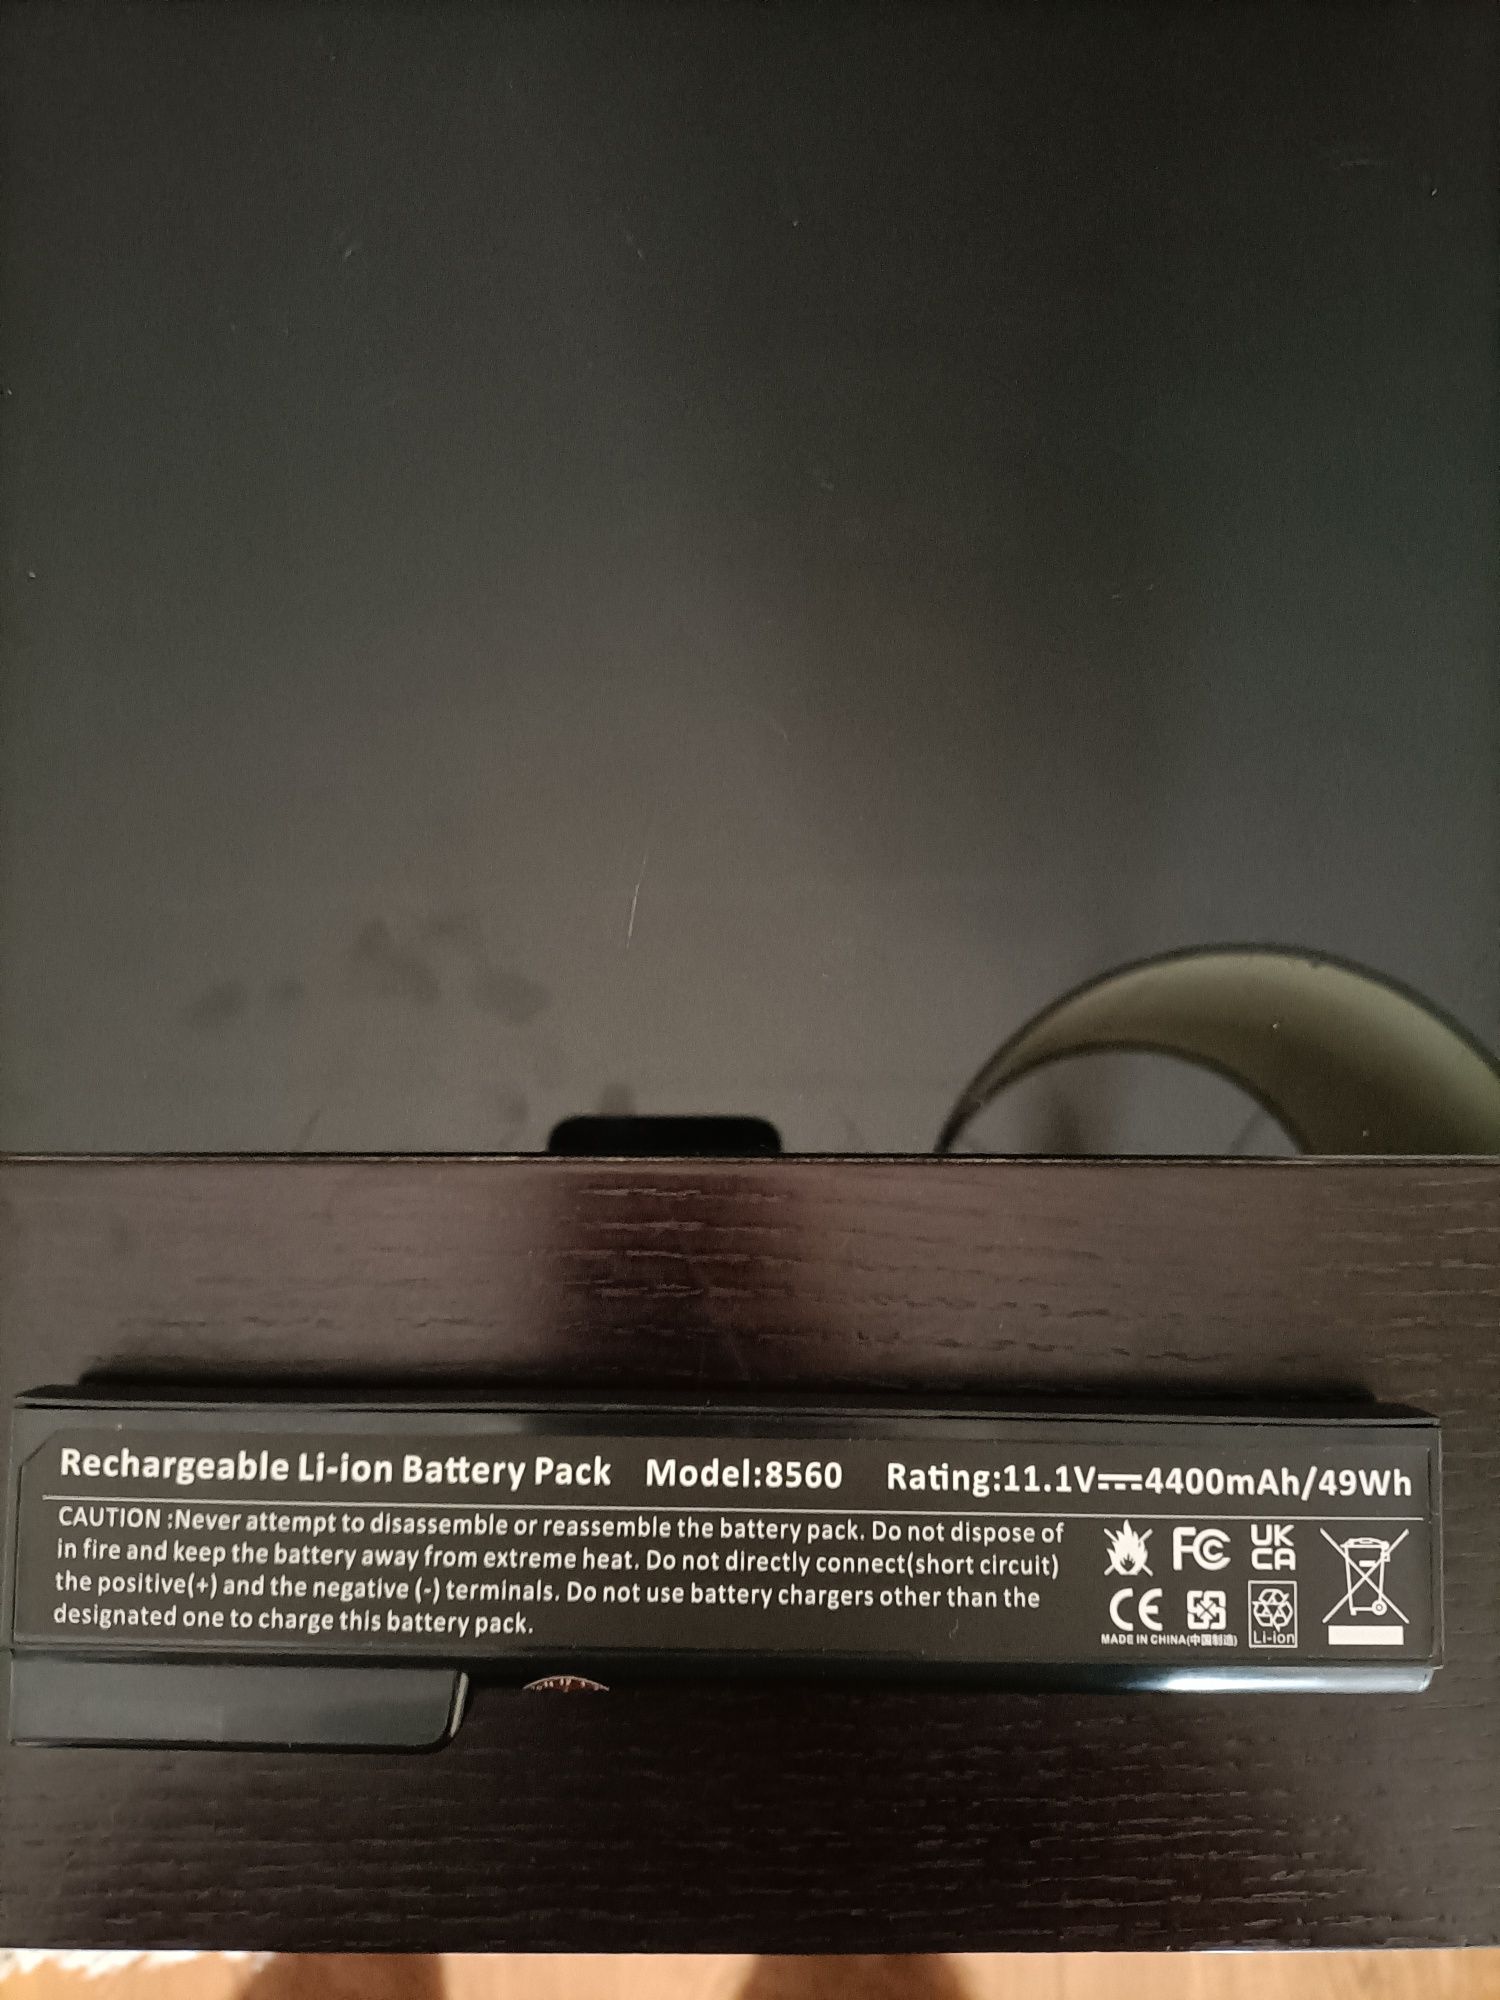 Rechargeable Li-ion Battery Pack Model:8560 Rating:11.1V⎓4400mAh/49Wh
CAUTION :Never attempt to disassemble or reassemble the battery pack. Do not dispose of
in fire and keep the battery away from extreme heat. Do not directly connect(short circuit)
the positive(+) and the negative (-) terminals. Do not use battery chargers other than the
designated one to charge this battery pack.
FC
UK
CA
CE
MADE IN CHINA(中国制造)
Li-ion